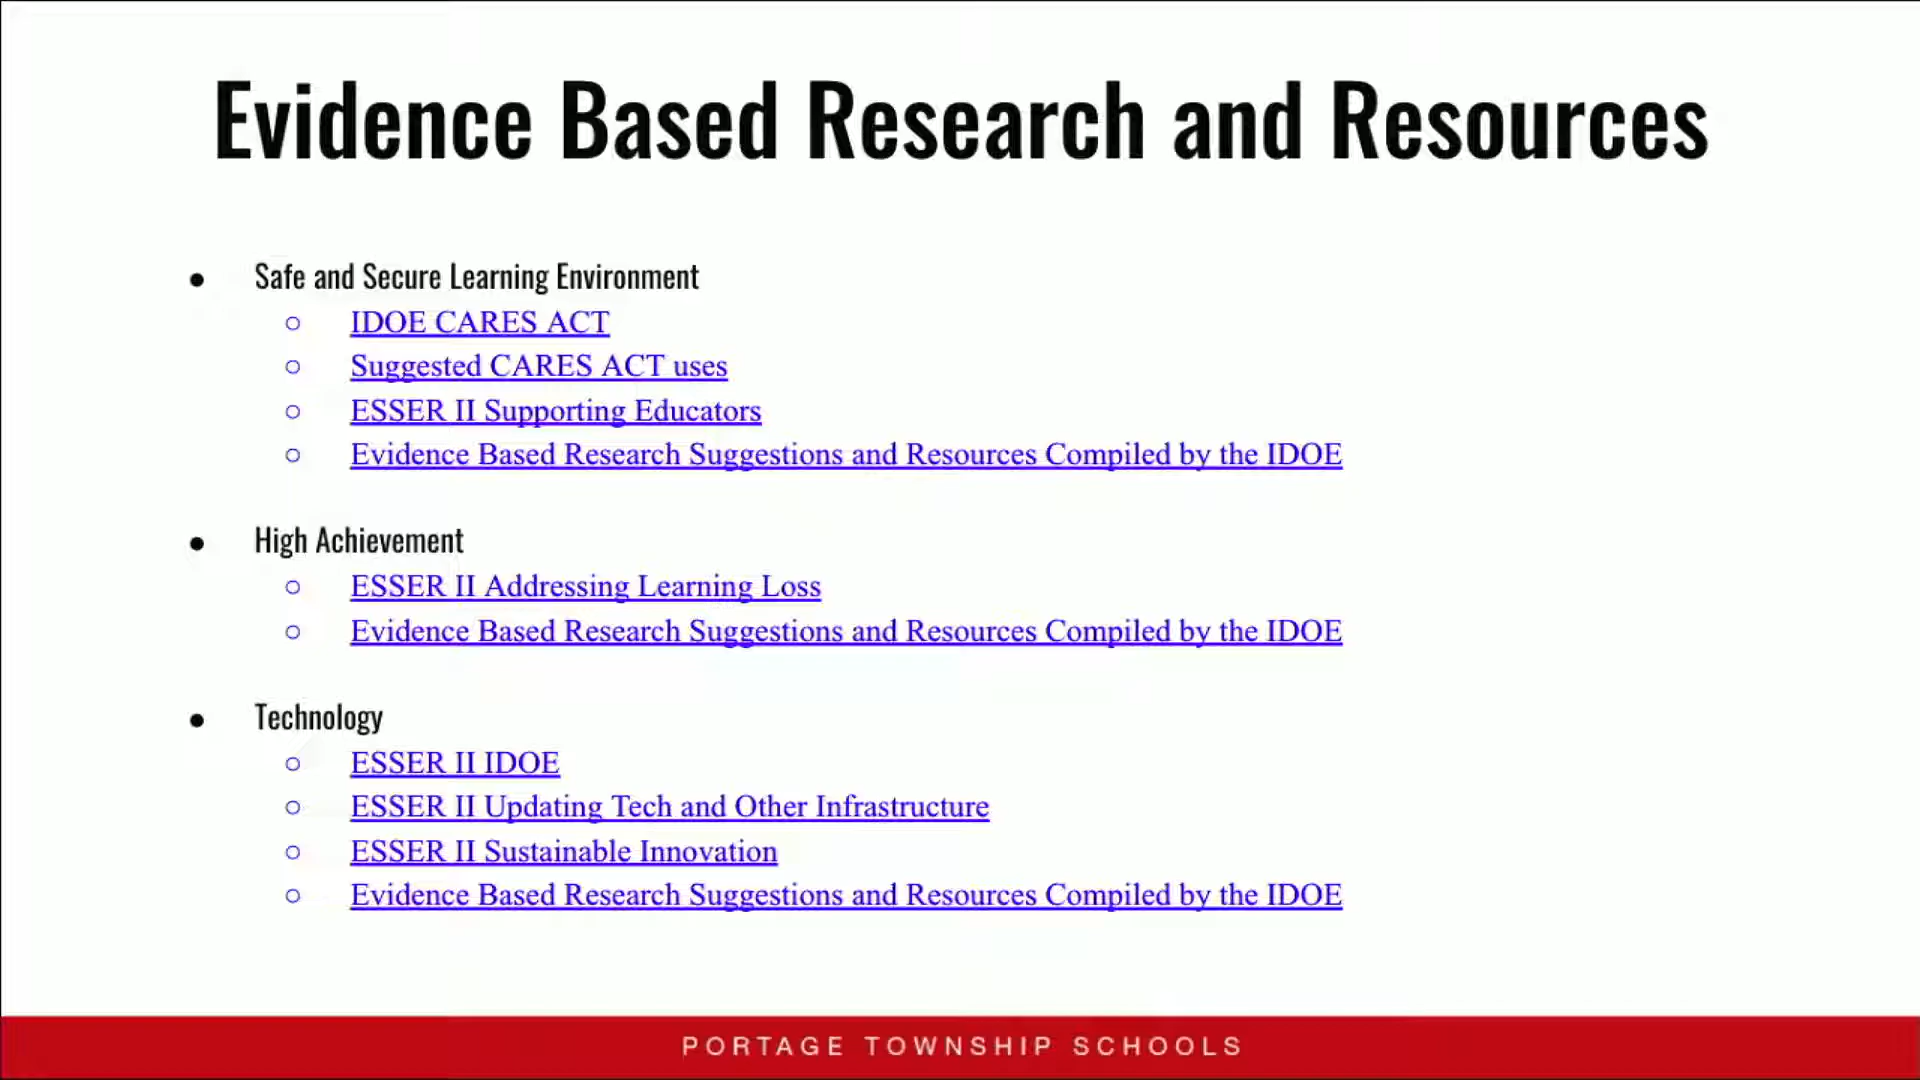 Evidence Based Research and Resources
● Safe and Secure Learning Environment
○ IDOE CARES ACT
○ Suggested CARES ACT uses
○ ESSER II Supporting Educators
○ Evidence Based Research Suggestions and Resources Compiled by the IDOE
● High Achievement
○ ESSER II Addressing Learning Loss
○ Evidence Based Research Suggestions and Resources Compiled by the IDOE
● Technology
○ ESSER II IDOE
○ ESSER II Updating Tech and Other Infrastructure
○ ESSER II Sustainable Innovation
○ Evidence Based Research Suggestions and Resources Compiled by the IDOE
PORTAGE TOWNSHIP SCHOOLS